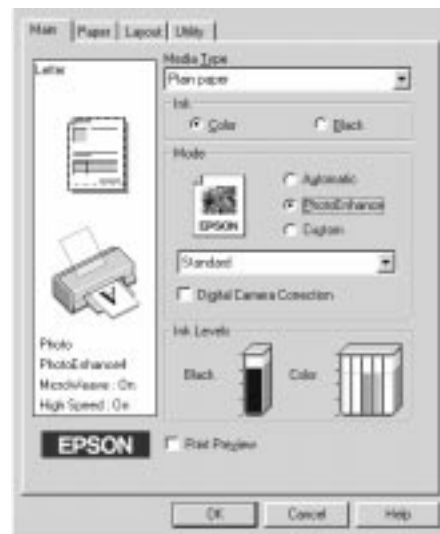 Main Paper Layout Utility
Letter
Media Type
Plain paper
Ink
Color Black
Mode
Automatic
PhotoEnhance
Custom
EPSON
Standard
Digital Camera Correction
Ink Levels
Black Color
Photo
PhotoEnhance4
MicroWeave : On
High Speed : On
EPSON
Print Preview
OK Cancel Help